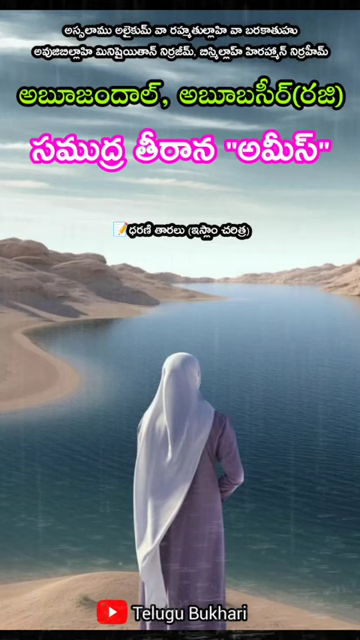 అస్సలాము అలైకుమ్ వా రహ్మతుల్లాహి వా బరకాతుహు
అవుజిబిల్లాహి మినిషైయితాన్ నిర్రజీమ్, బిస్మిల్లాహ్ హిరహ్మాన్ నిర్రహీమ్
అబూజందాల్, అబూబసీర్(రజి)
సముద్ర తీరాన "అమీస్"
📝ధరణి తారలు (ఇస్లాం చరిత్ర)
Telugu Bukhari